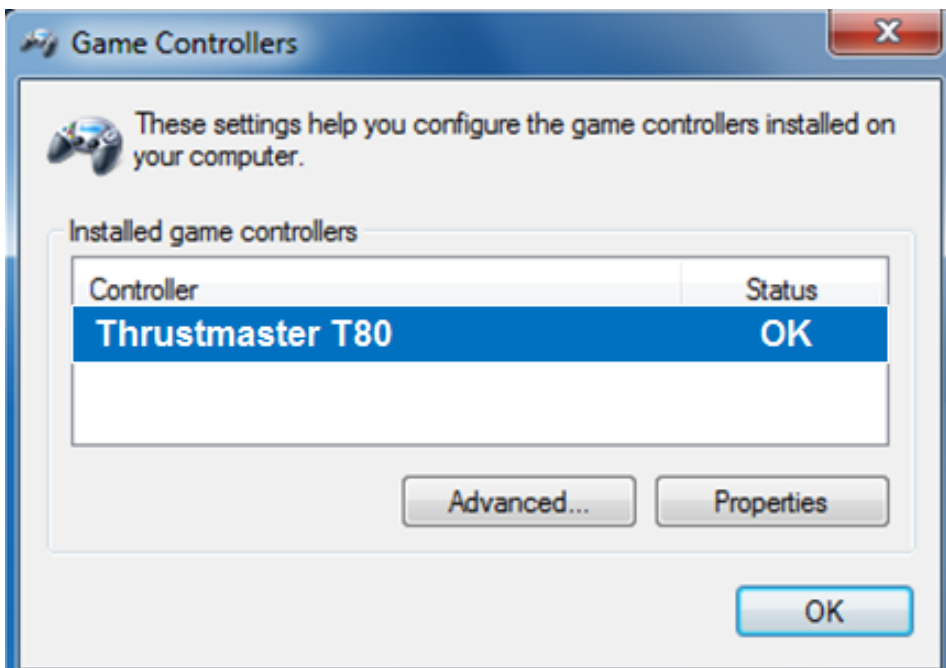 Game Controllers
These settings help you configure the game controllers installed on
your computer.
Installed game controllers
Controller Status
Thrustmaster T80 OK
Advanced... Properties
OK